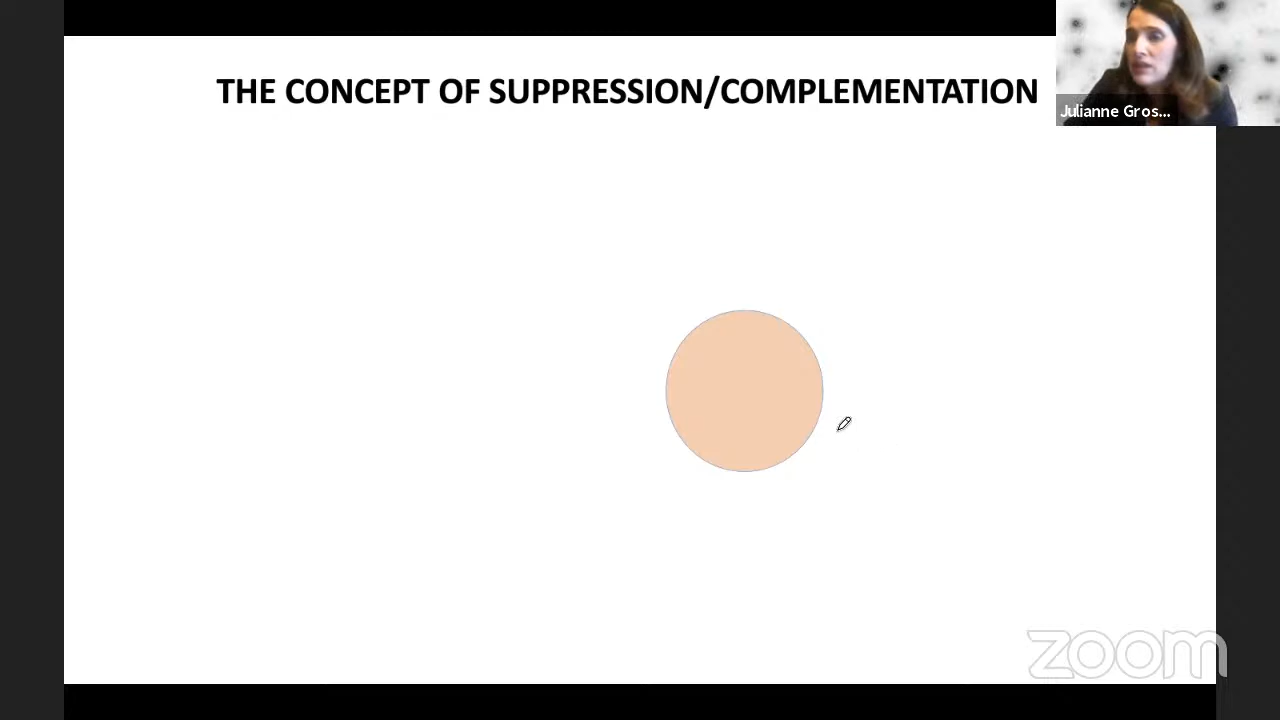 THE CONCEPT OF SUPPRESSION/COMPLEMENTATION
Julianne Gros...
zoom